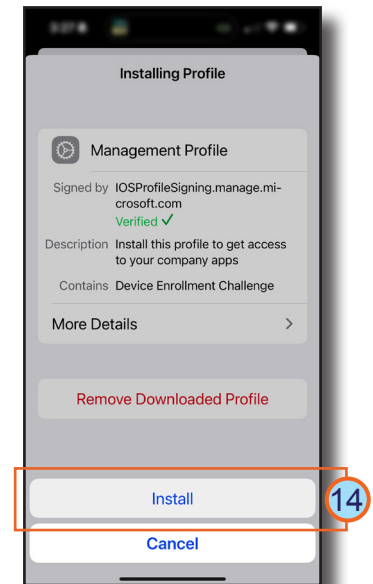 Installing Profile
Management Profile
Signed by IOSProfileSigning.manage.mi-
crosoft.com
Verified ✓
Description Install this profile to get access
to your company apps
Contains Device Enrollment Challenge
More Details
Remove Downloaded Profile
Install
14
Cancel